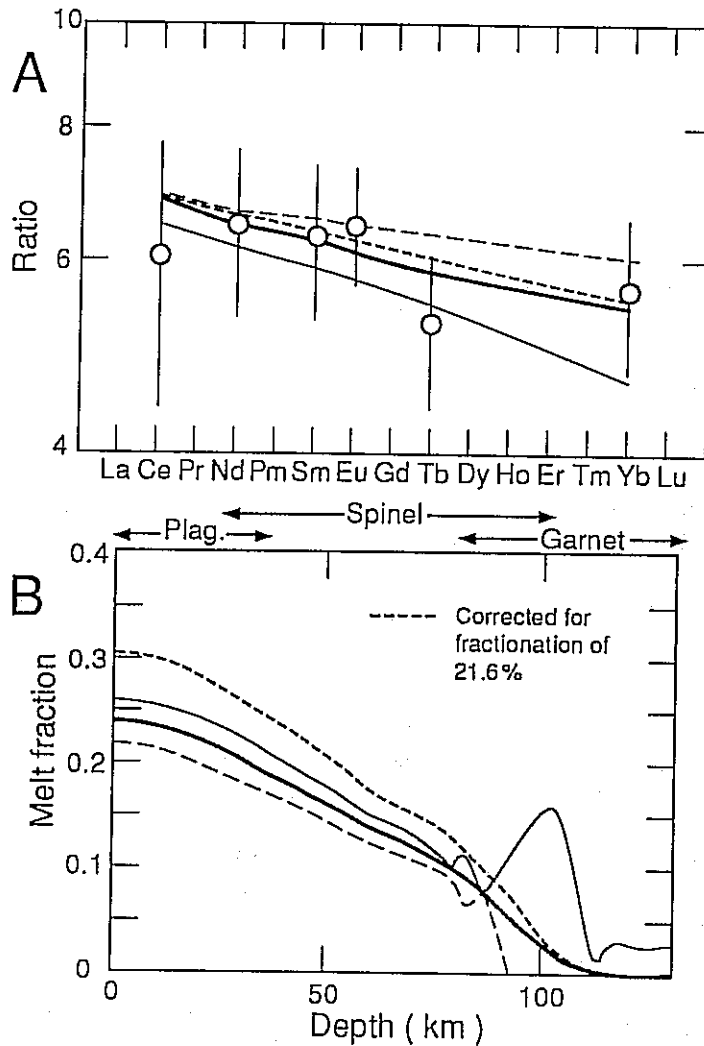 10
A
8
Ratio
6
4
La Ce Pr Nd Pm Sm Eu Gd Tb Dy Ho Er Tm Yb Lu
Spinel
Plag.
Garnet
0.4
B
Corrected for
fractionation of
21.6%
0.3
Melt fraction
0.2
0.1
0
0 50 100
Depth ( km )